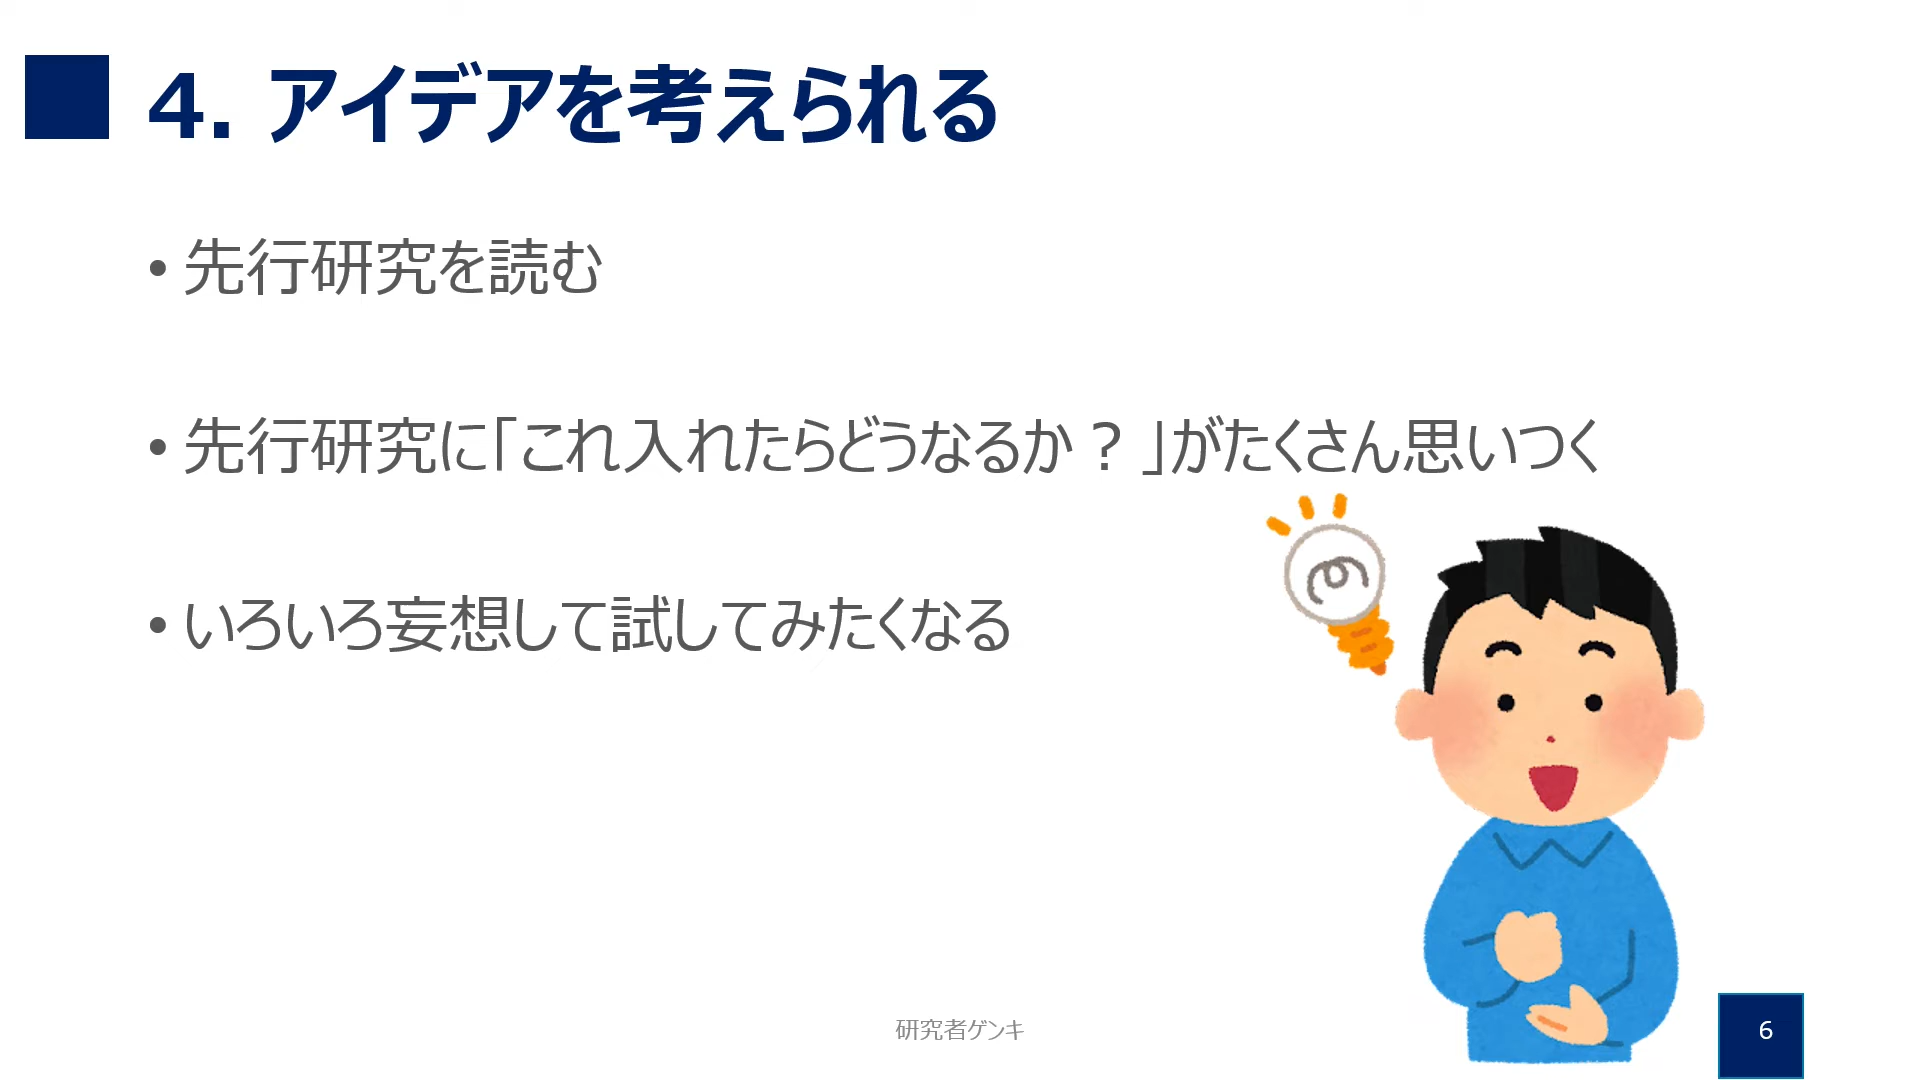 4. アイデアを考えられる
• 先行研究を読む
• 先行研究に「これ入れたらどうなるか？」がたくさん思いつく
• いろいろ妄想して試してみたくなる
研究者ゲンキ
6